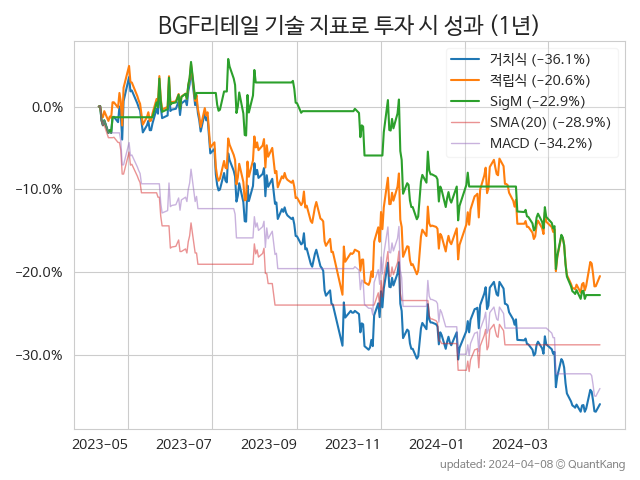 BGF리테일 기술 지표로 투자 시 성과 (1년)
거치식 (−36.1%)
적립식 (−20.6%)
SigM (−22.9%)
SMA(20) (−28.9%)
MACD (−34.2%)
0.0%
−10.0%
−20.0%
−30.0%
2023-05 2023-07 2023-09 2023-11 2024-01 2024-03
updated: 2024-04-08 © QuantKang